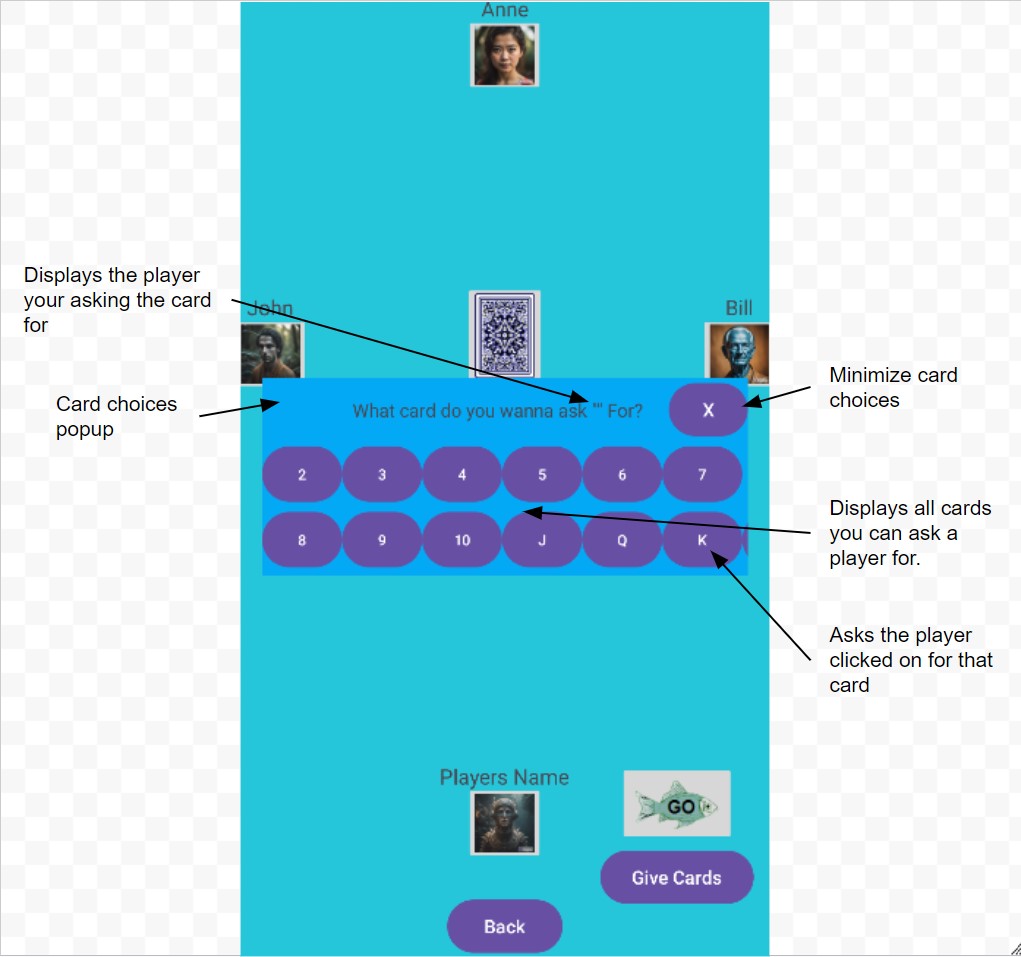 Anne
Displays the player
your asking the card
for
John
Bill
Card choices
popup
What card do you wanna ask "" For?
X
Minimize card
choices
2 3 4 5 6 7
8 9 10 J Q K
Displays all cards
you can ask a
player for.
Asks the player
clicked on for that
card
Players Name
GO
Give Cards
Back